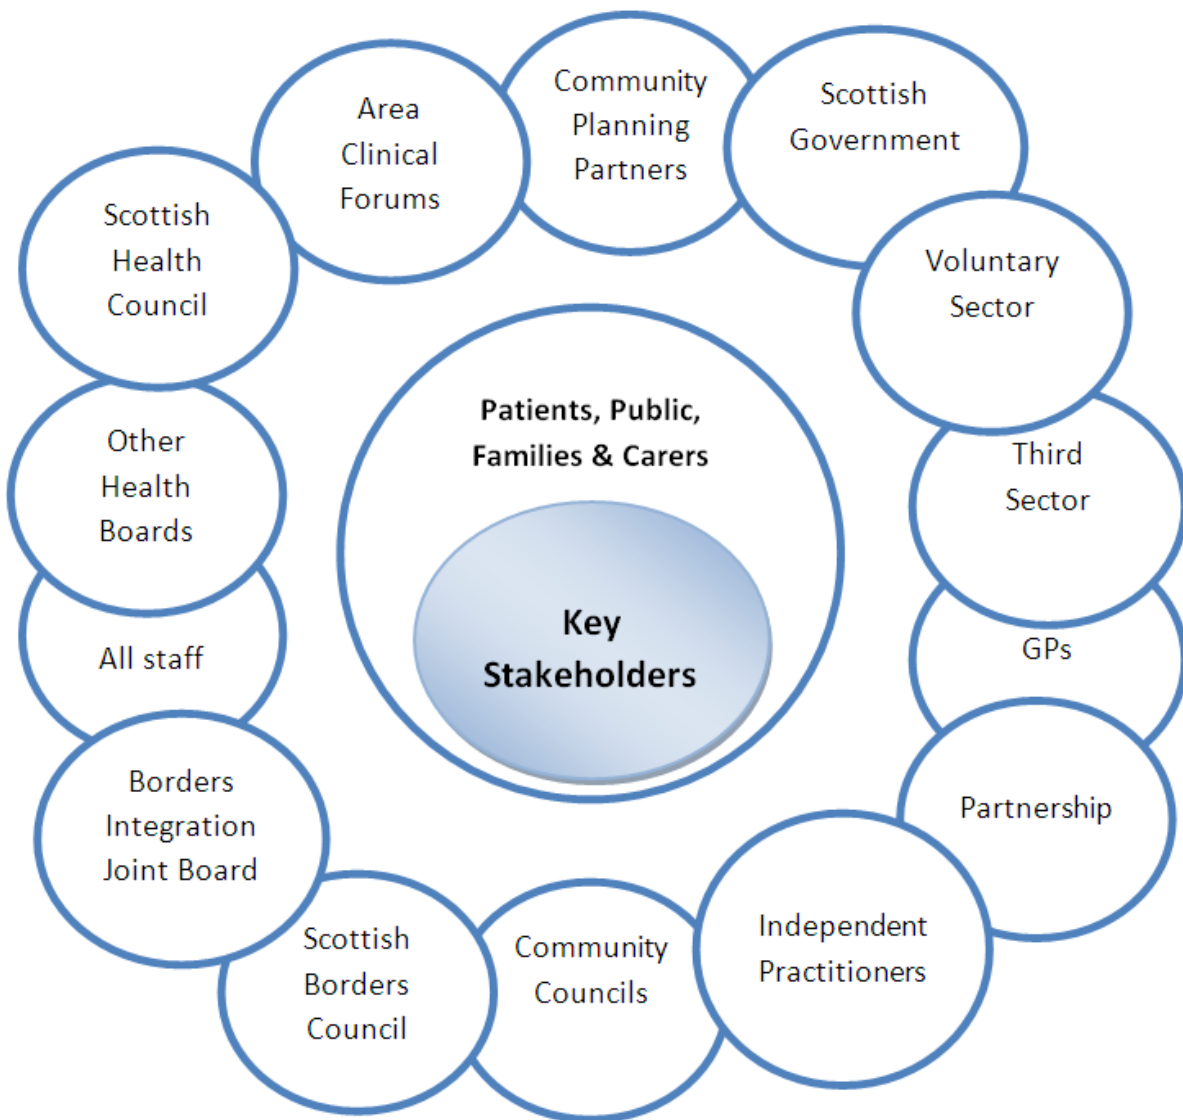 Community
Planning
Partners
Scottish
Government
Voluntary
Sector
Third
Sector
GPs
Partnership
Independent
Practitioners
Community
Councils
Scottish
Borders
Council
Borders
Integration
Joint Board
All staff
Other
Health
Boards
Scottish
Health
Council
Area
Clinical
Forums
Patients, Public,
Families & Carers
Key
Stakeholders